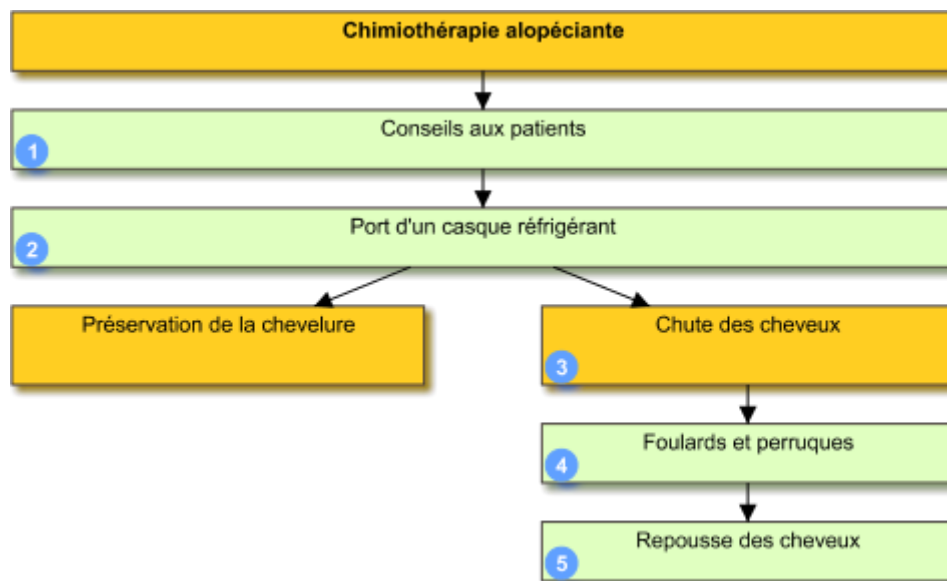 Chimiothérapie alopéciante
Conseils aux patients
1
Port d'un casque réfrigérant
2
Préservation de la chevelure
Chute des cheveux
3
Foulards et perruques
4
Repousse des cheveux
5